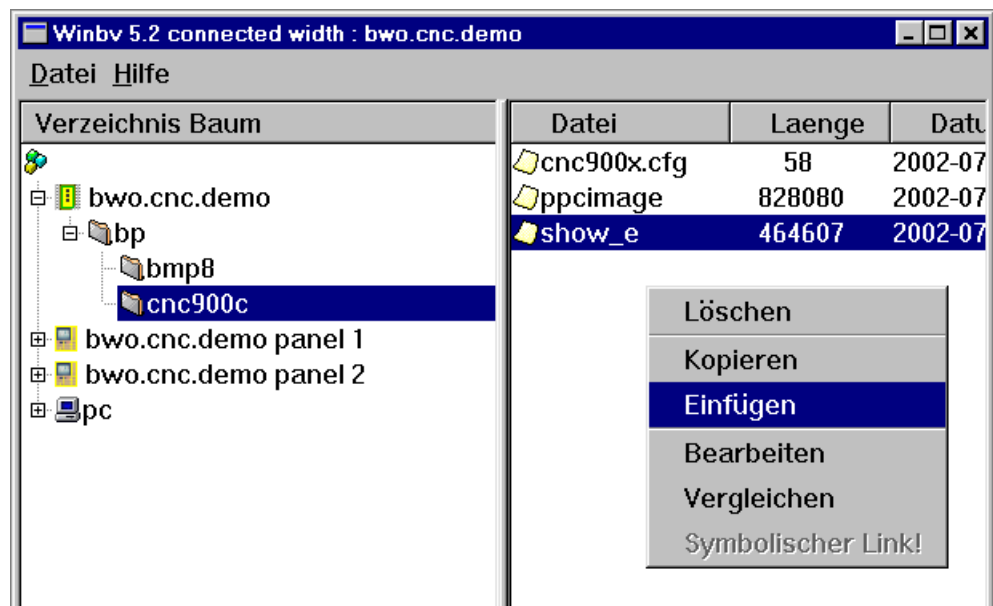 Winbv 5.2 connected width : bwo.cnc.demo
Datei Hilfe
Verzeichnis Baum
bwo.cnc.demo
bp
bmp8
cnc900c
bwo.cnc.demo panel 1
bwo.cnc.demo panel 2
pc
Datei Laenge Datu
cnc900x.cfg 58 2002-07
ppcimage 828080 2002-07
show_e 464607 2002-07
Löschen
Kopieren
Einfügen
Bearbeiten
Vergleichen
Symbolischer Link!